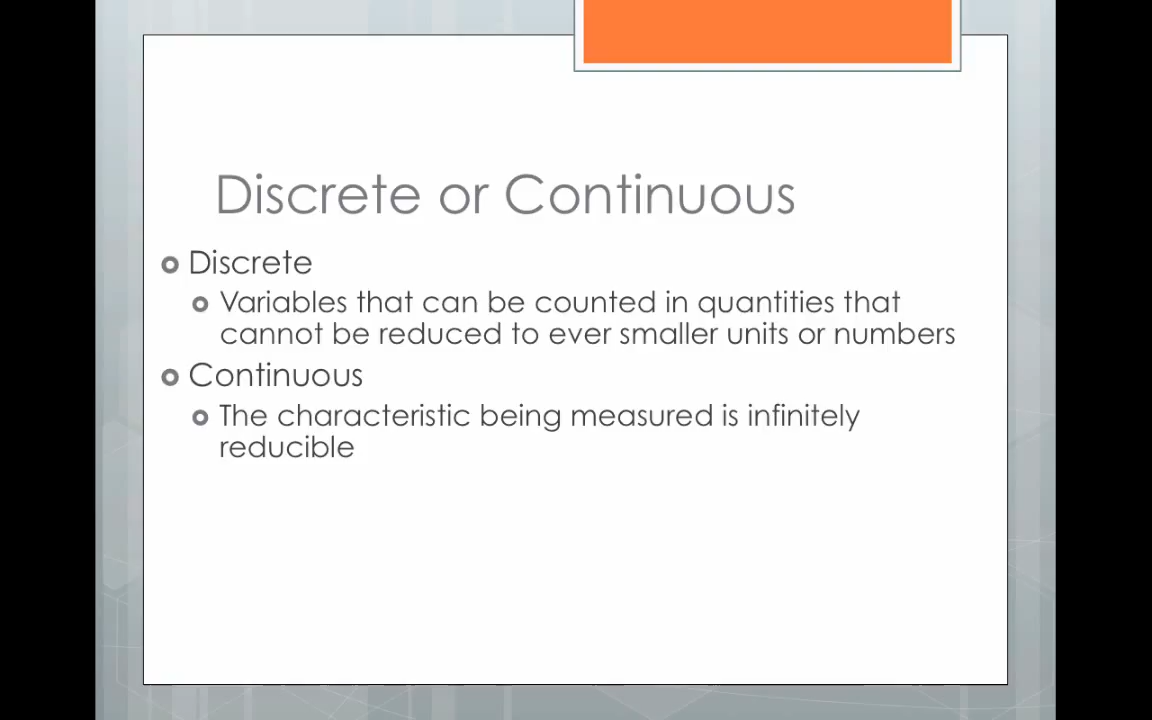 Discrete or Continuous
Discrete
Variables that can be counted in quantities that
cannot be reduced to ever smaller units or numbers
Continuous
The characteristic being measured is infinitely
reducible